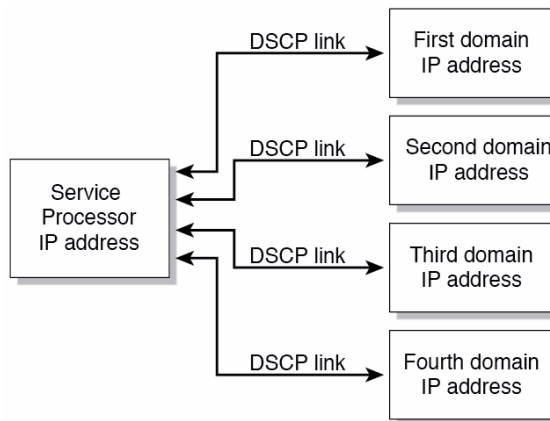 DSCP link
First domain
IP address
DSCP link
Second domain
IP address
Service
Processor
IP address
DSCP link
Third domain
IP address
DSCP link
Fourth domain
IP address